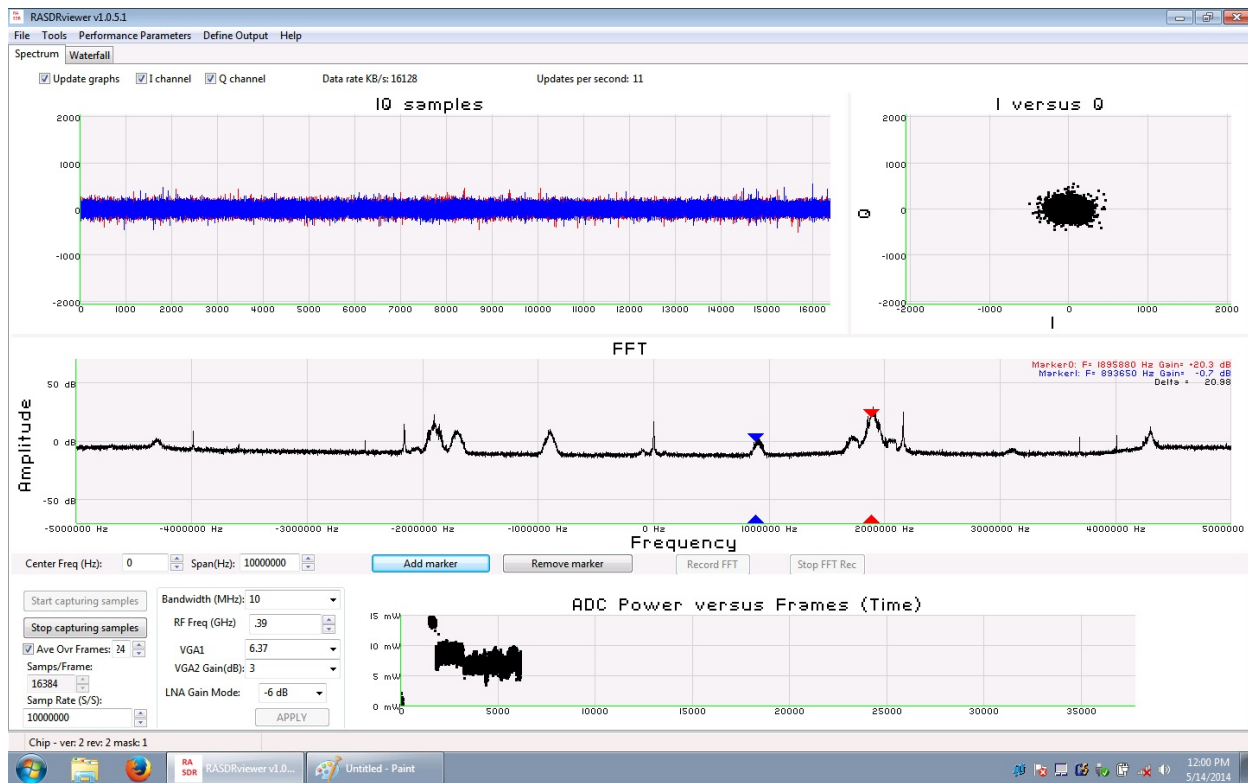 RA SDR RASDRviewer v1.0.5.1
File Tools Performance Parameters Define Output Help
Spectrum Waterfall
Update graphs I channel Q channel Data rate KB/s: 16128 Updates per second: 11
IQ samples
2000
1000
0
-1000
-2000
0 1000 2000 3000 4000 5000 6000 7000 8000 9000 10000 11000 12000 13000 14000 15000 16000
I versus Q
2000
1000
Q 0
-1000
-2000
-2000 -1000 0 1000 2000
I
FFT
Marker0: F= 1895880 Hz Gain= +20.3 dB
Marker1: F= 893650 Hz Gain= -0.7 dB
Delta = 20.98
Amplitude
50 dB
0 dB
-50 dB
-5000000 Hz -4000000 Hz -3000000 Hz -2000000 Hz -1000000 Hz 0 Hz 1000000 Hz 2000000 Hz 3000000 Hz 4000000 Hz 5000000
Frequency
Center Freq (Hz): 0 Span(Hz): 10000000 Add marker Remove marker Record FFT Stop FFT Rec
Start capturing samples
Stop capturing samples
Ave Ovr Frames: 24
Samps/Frame:
16384
Samp Rate (S/S):
10000000
Bandwidth (MHz): 10
RF Freq (GHz) .39
VGA1 6.37
VGA2 Gain(dB): 3
LNA Gain Mode: -6 dB
APPLY
ADC Power versus Frames (Time)
15 mW
10 mW
5 mW
0 mW
0 5000 10000 15000 20000 25000 30000 35000
Chip - ver: 2 rev: 2 mask: 1
RA SDR RASDRviewer v1.0... Untitled - Paint
12:00 PM
5/14/2014